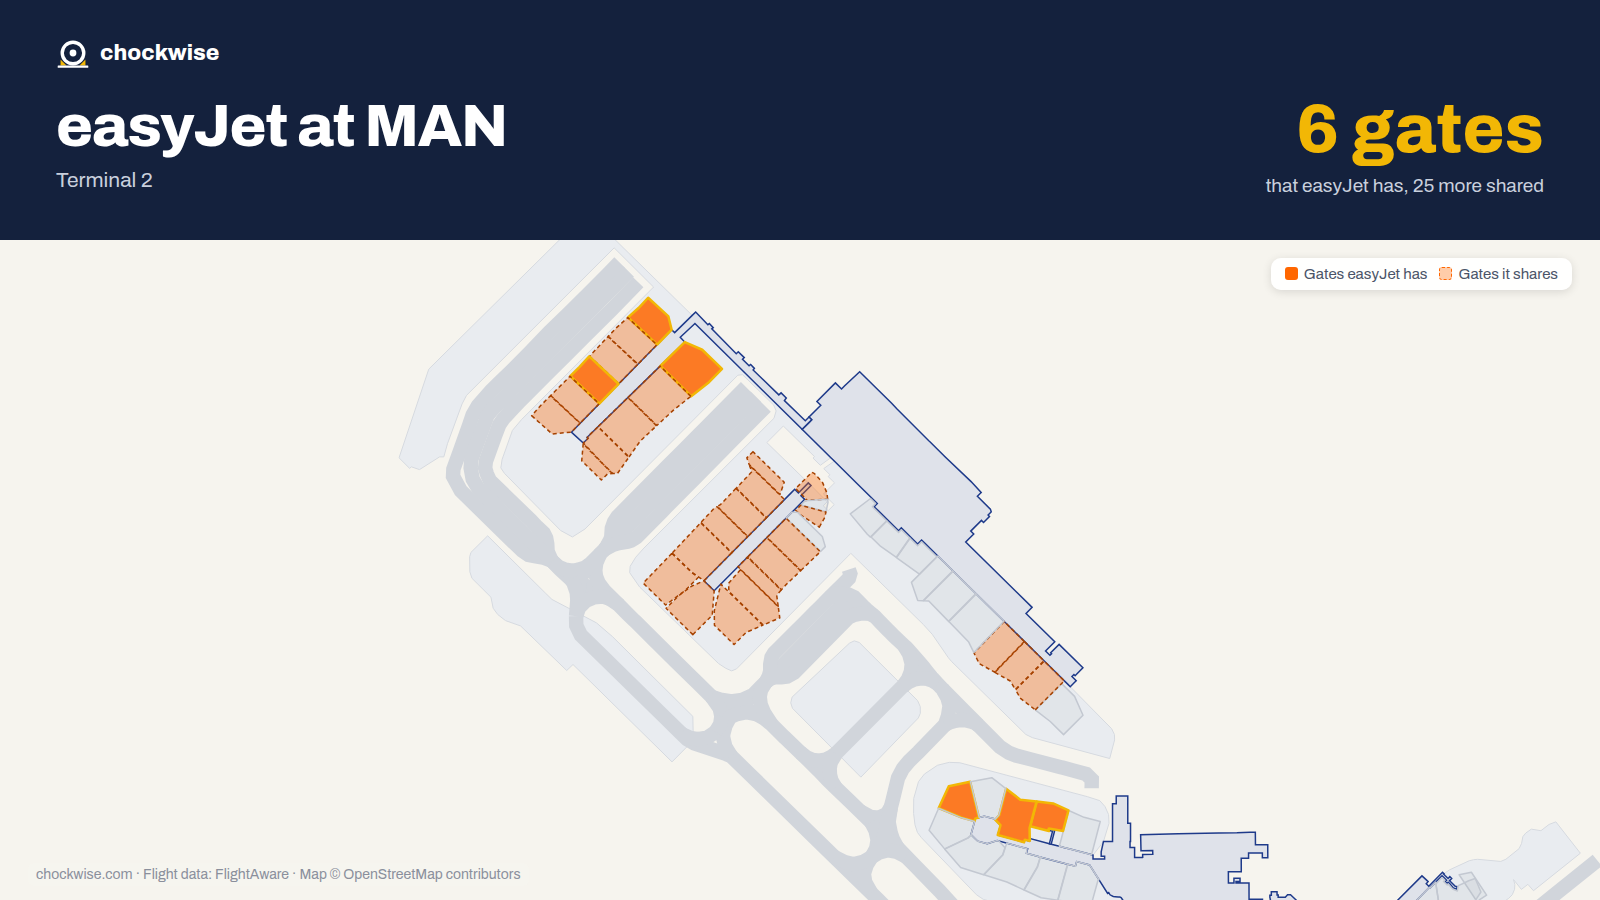 chockwise
easyJet at MAN
Terminal 2
6 gates
that easyJet has, 25 more shared
Gates easyJet has
Gates it shares
chockwise.com · Flight data: FlightAware · Map © OpenStreetMap contributors